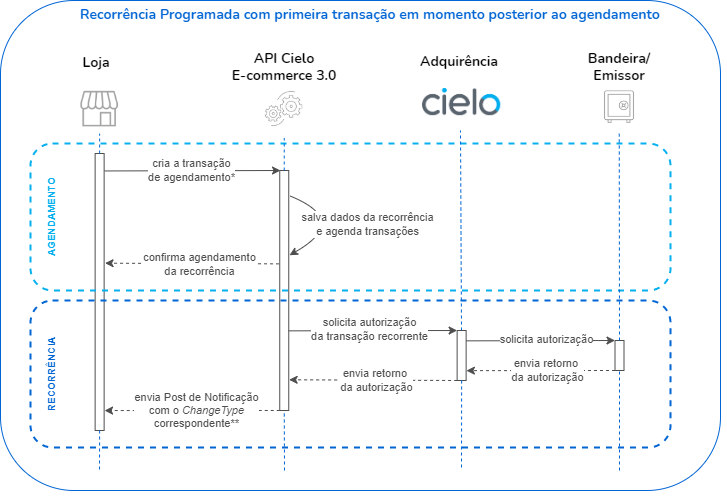 Recorrência Programada com primeira transação em momento posterior ao agendamento
Loja
API Cielo
E-commerce 3.0
Adquirência
Bandeira/
Emissor
cielo
AGENDAMENTO
cria a transação
de agendamento*
salva dados da recorrência
e agenda transações
confirma agendamento
da recorrência
RECORRÊNCIA
solicita autorização
da transação recorrente
solicita autorização
envia retorno
da autorização
envia retorno
da autorização
envia Post de Notificação
com o ChangeType
correspondente**